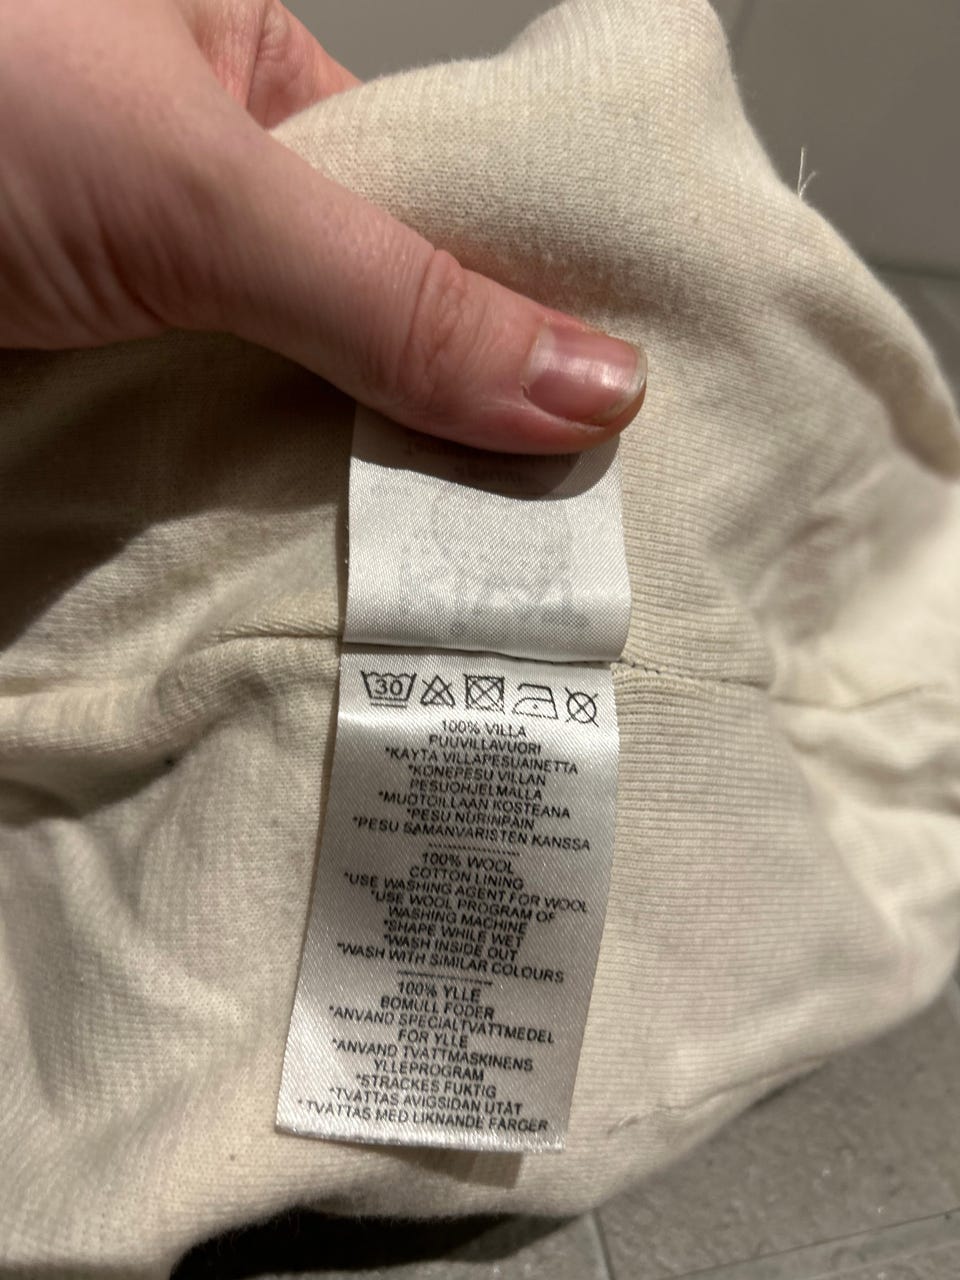 30
100% VILLA
PUUVILLAVUORI
*KÄYTÄ VILLAPESUAINETTA
*KONEPESU VILLAN
PESUOHJELMALLA
*MUOTOILLAAN KOSTEANA
*PESU NURINPÄIN
*PESU SAMANVÄRISTEN KANSSA
100% WOOL
COTTON LINING
*USE WASHING AGENT FOR WOOL
*USE WOOL PROGRAM OF
WASHING MACHINE
*SHAPE WHILE WET
*WASH INSIDE OUT
*WASH WITH SIMILAR COLOURS
100% YLLE
BOMULL FODER
*ANVÄND SPECIALTVÄTTMEDEL
FÖR YLLE
*ANVÄND TVÄTTMASKINENS
YLLEPROGRAM
*STRÄCKES FUKTIG
*TVÄTTAS AVIGSIDAN UTÅT
*TVÄTTAS MED LIKNANDE FÄRGER